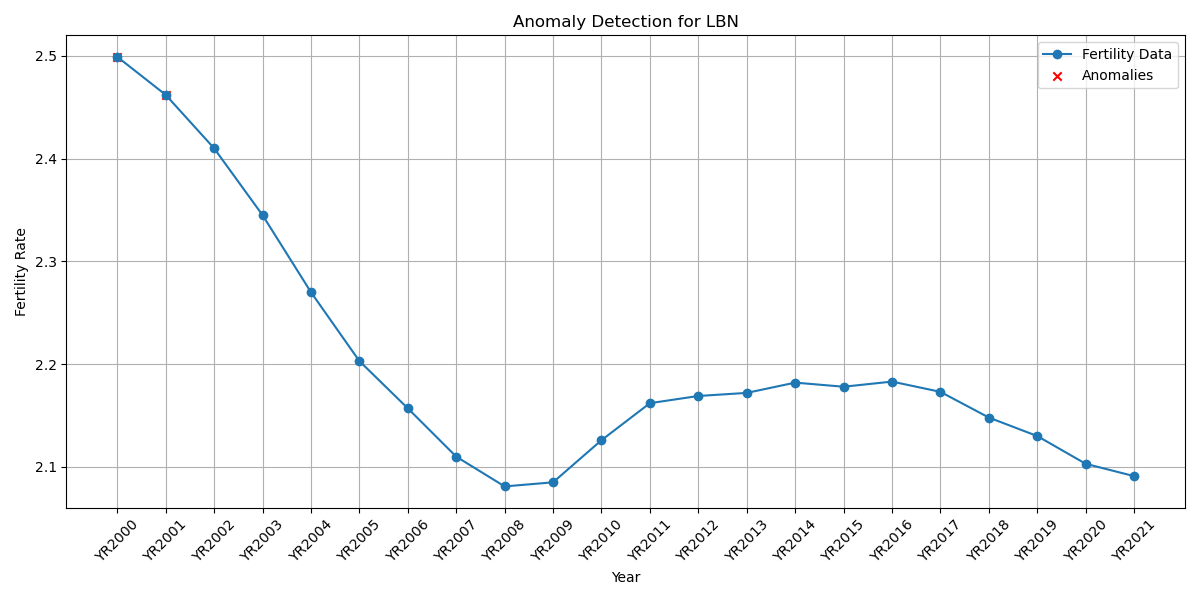 Anomaly Detection for LBN
Fertility Data
Anomalies
Fertility Rate
2.5
2.4
2.3
2.2
2.1
YR2000
YR2001
YR2002
YR2003
YR2004
YR2005
YR2006
YR2007
YR2008
YR2009
YR2010
YR2011
YR2012
YR2013
YR2014
YR2015
YR2016
YR2017
YR2018
YR2019
YR2020
YR2021
Year